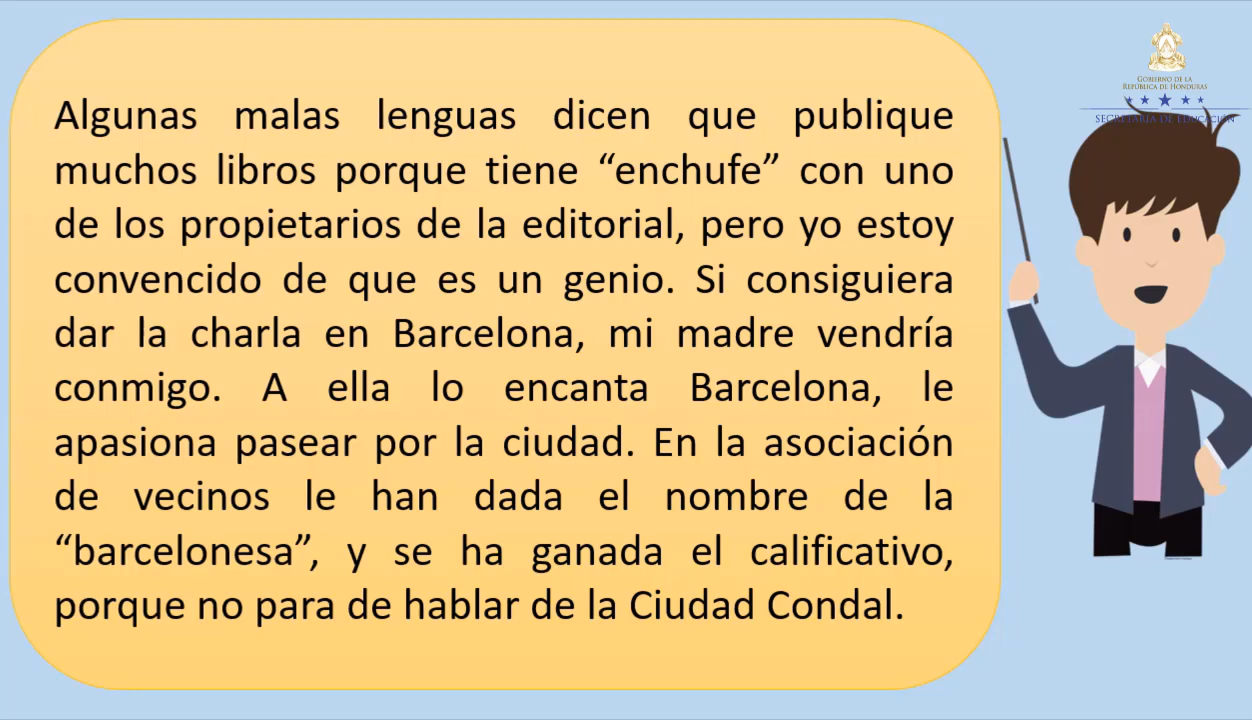 GOBIERNO DE LA
REPÚBLICA DE HONDURAS
SECRETARÍA DE EDUCACIÓN
Algunas malas lenguas dicen que publique
muchos libros porque tiene “enchufe” con uno
de los propietarios de la editorial, pero yo estoy
convencido de que es un genio. Si consiguiera
dar la charla en Barcelona, mi madre vendría
conmigo. A ella lo encanta Barcelona, le
apasiona pasear por la ciudad. En la asociación
de vecinos le han dada el nombre de la
“barcelonesa”, y se ha ganada el calificativo,
porque no para de hablar de la Ciudad Condal.